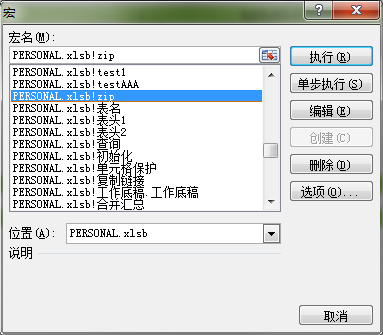 宏
宏名(M):
PERSONAL.xlsb!zip
执行(R)
PERSONAL.xlsb!test1
PERSONAL.xlsb!testAAA
单步执行(S)
PERSONAL.xlsb!zip
PERSONAL.xlsb!表名
编辑(E)
PERSONAL.xlsb!表头1
PERSONAL.xlsb!表头2
创建(C)
PERSONAL.xlsb!查询
PERSONAL.xlsb!初始化
删除(D)
PERSONAL.xlsb!单元格保护
PERSONAL.xlsb!复制链接
选项(O)...
PERSONAL.xlsb!工作底稿.工作底稿
PERSONAL.xlsb!合并汇总
位置(A): PERSONAL.xlsb
说明
取消